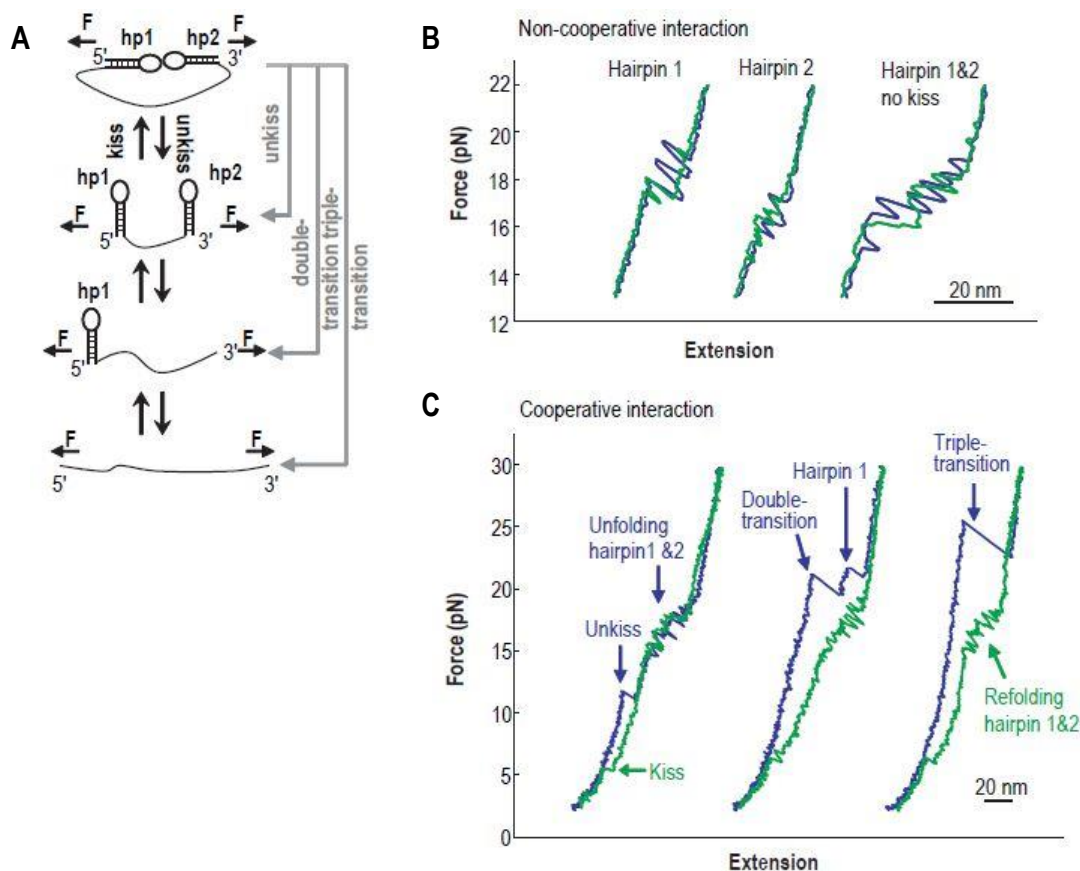 A
F
hp1
hp2
F
5'
3'
kiss
unkiss
hp1
hp2
F
F
5'
3'
hp1
F
5'
3'
F
F
F
5'
3'
unkiss
double-
transition triple-
transition
B
Non-cooperative interaction
Hairpin 1
Hairpin 2
Hairpin 1&2
no kiss
Force (pN)
22
20
18
16
14
12
20 nm
Extension
C
Cooperative interaction
Force (pN)
30
25
20
15
10
5
0
Unkiss
Unfolding
hairpin1 &2
Kiss
Double-
transition
Hairpin 1
Triple-
transition
Refolding
hairpin 1&2
20 nm
Extension